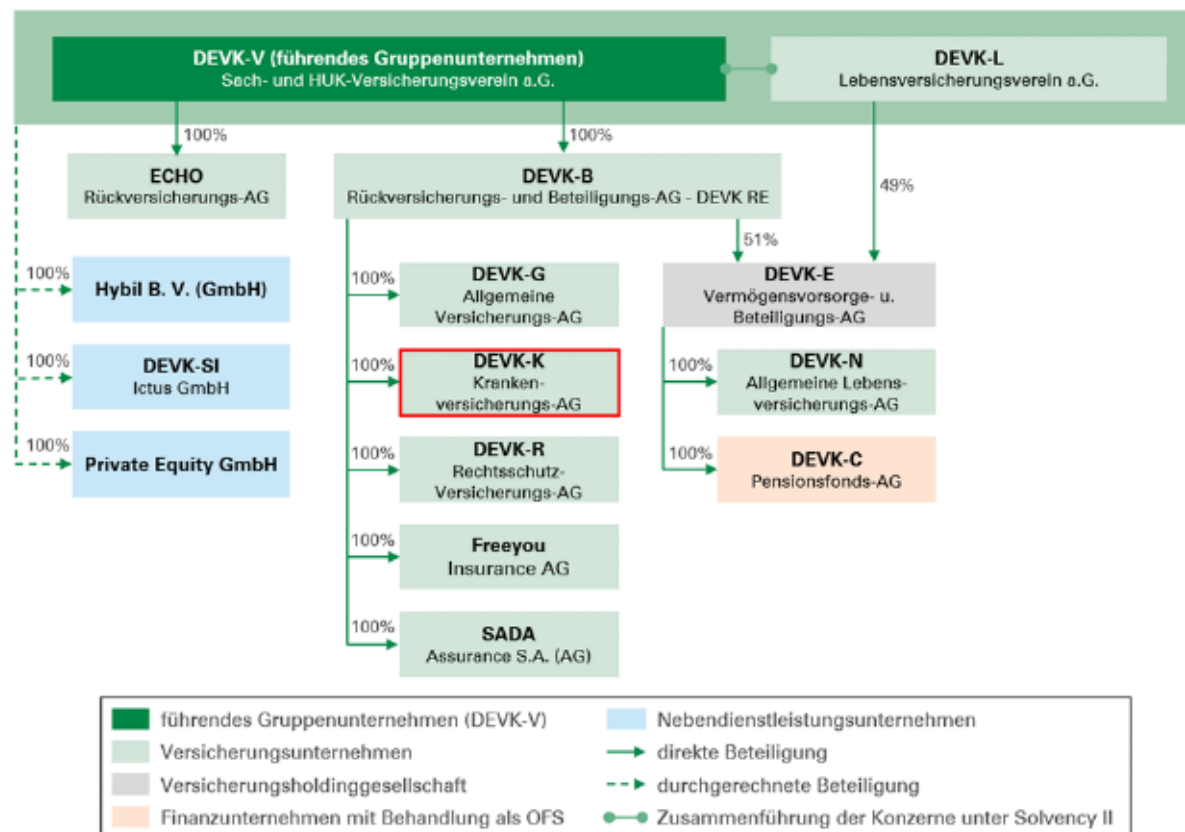 DEVK-V (führendes Gruppenunternehmen)
Sach- und HUK-Versicherungsverein a.G.
DEVK-L
Lebensversicherungsverein a.G.
100%
100%
49%
ECHO
Rückversicherungs-AG
DEVK-B
Rückversicherungs- und Beteiligungs-AG - DEVK RE
51%
100%
Hybil B. V. (GmbH)
100%
DEVK-G
Allgemeine
Versicherungs-AG
DEVK-E
Vermögensvorsorge- u.
Beteiligungs-AG
100%
DEVK-SI
Ictus GmbH
100%
DEVK-K
Kranken-
versicherungs-AG
100%
DEVK-N
Allgemeine Lebens-
versicherungs-AG
100%
Private Equity GmbH
100%
DEVK-R
Rechtsschutz-
Versicherungs-AG
100%
DEVK-C
Pensionsfonds-AG
100%
Freeyou
Insurance AG
100%
SADA
Assurance S.A. (AG)
führendes Gruppenunternehmen (DEVK-V)
Nebendienstleistungsunternehmen
Versicherungsunternehmen
direkte Beteiligung
Versicherungsholdinggesellschaft
durchgerechnete Beteiligung
Finanzunternehmen mit Behandlung als OFS
Zusammenführung der Konzerne unter Solvency II